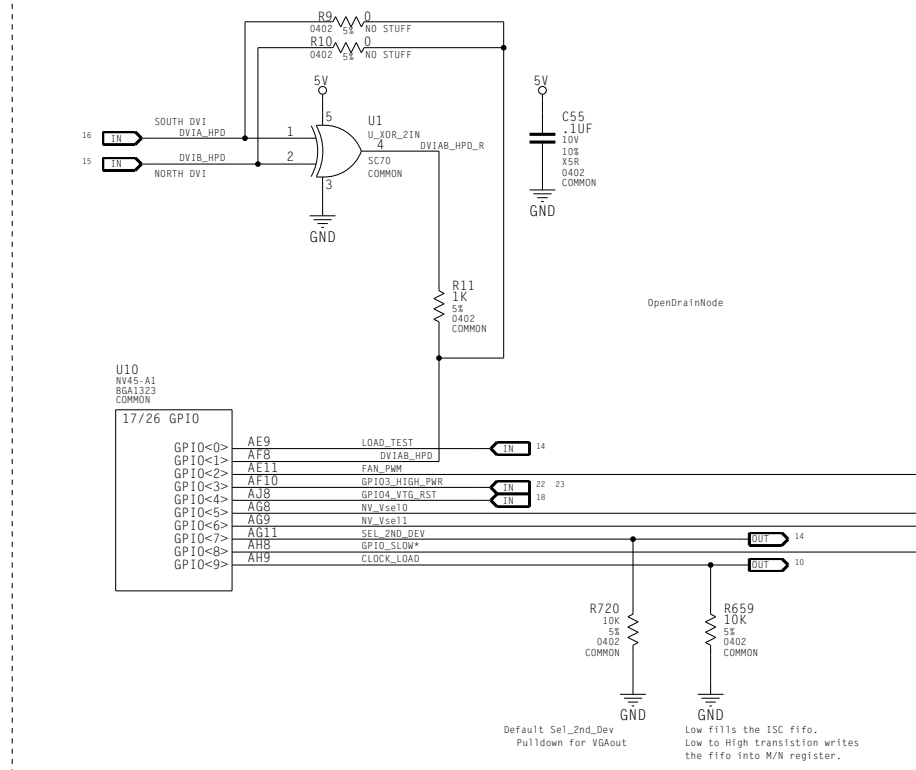 R9 0
0402 5% NO STUFF
R10 0
0402 5% NO STUFF
5V
5V
5
U1
U_XOR_2IN
SC70
COMMON
C55
.1UF
10V
10%
X5R
0402
COMMON
SOUTH DVI
16 IN DVIA_HPD 1
4 DVIAB_HPD_R
15 IN DVIB_HPD 2
NORTH DVI
3
GND
GND
R11
1K
5%
0402
COMMON
OpenDrainNode
U10
NV45-A1
BGA1323
COMMON
17/26 GPIO
GPIO<0> AE9 LOAD_TEST IN 14
GPIO<1> AF8 DVIAB_HPD
GPIO<2> AE11 FAN_PWM
GPIO<3> AF10 GPIO3_HIGH_PWR IN 22 23
GPIO<4> AJ8 GPIO4_VTG_RST IN 18
GPIO<5> AG8 NV_Vsel0
GPIO<6> AG9 NV_Vsel1
GPIO<7> AG11 SEL_2ND_DEV OUT 14
GPIO<8> AH8 GPIO_SLOW*
GPIO<9> AH9 CLOCK_LOAD OUT 10
R720
10K
5%
0402
COMMON
R659
10K
5%
0402
COMMON
GND
GND
Default Sel_2nd_Dev
Pulldown for VGAout
Low fills the ISC fifo.
Low to High transistion writes
the fifo into M/N register.